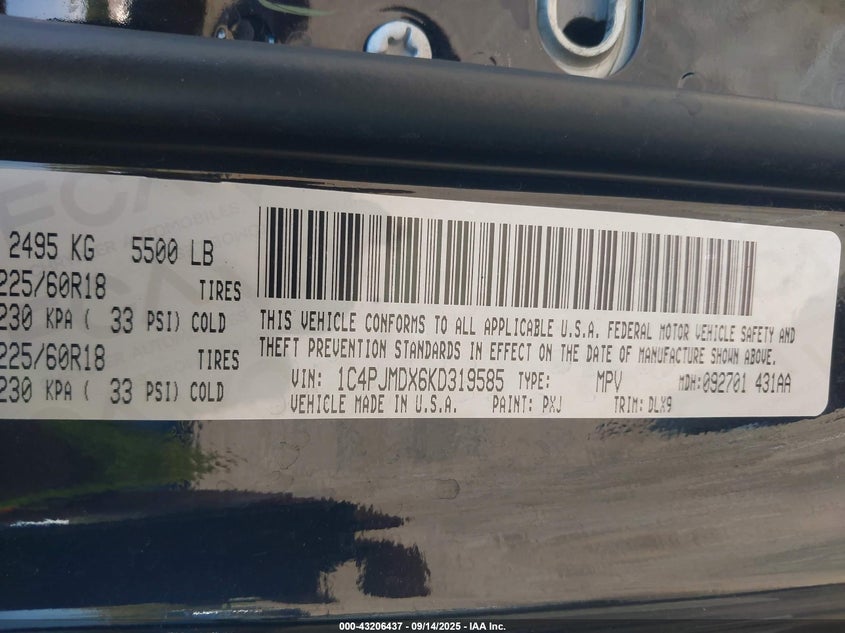 2495 KG 5500 LB
225/60R18 TIRES
230 KPA ( 33 PSI) COLD
225/60R18 TIRES
230 KPA ( 33 PSI) COLD
THIS VEHICLE CONFORMS TO ALL APPLICABLE U.S.A. FEDERAL MOTOR VEHICLE SAFETY AND
THEFT PREVENTION STANDARDS IN EFFECT ON THE DATE OF MANUFACTURE SHOWN ABOVE.
VIN: 1C4PJMDX6KD319585 TYPE: MPV MDH:092701 431AA
VEHICLE MADE IN U.S.A. PAINT: PXJ TRIM: DLX9
000-43206437 - 09/14/2025 - IAA Inc.